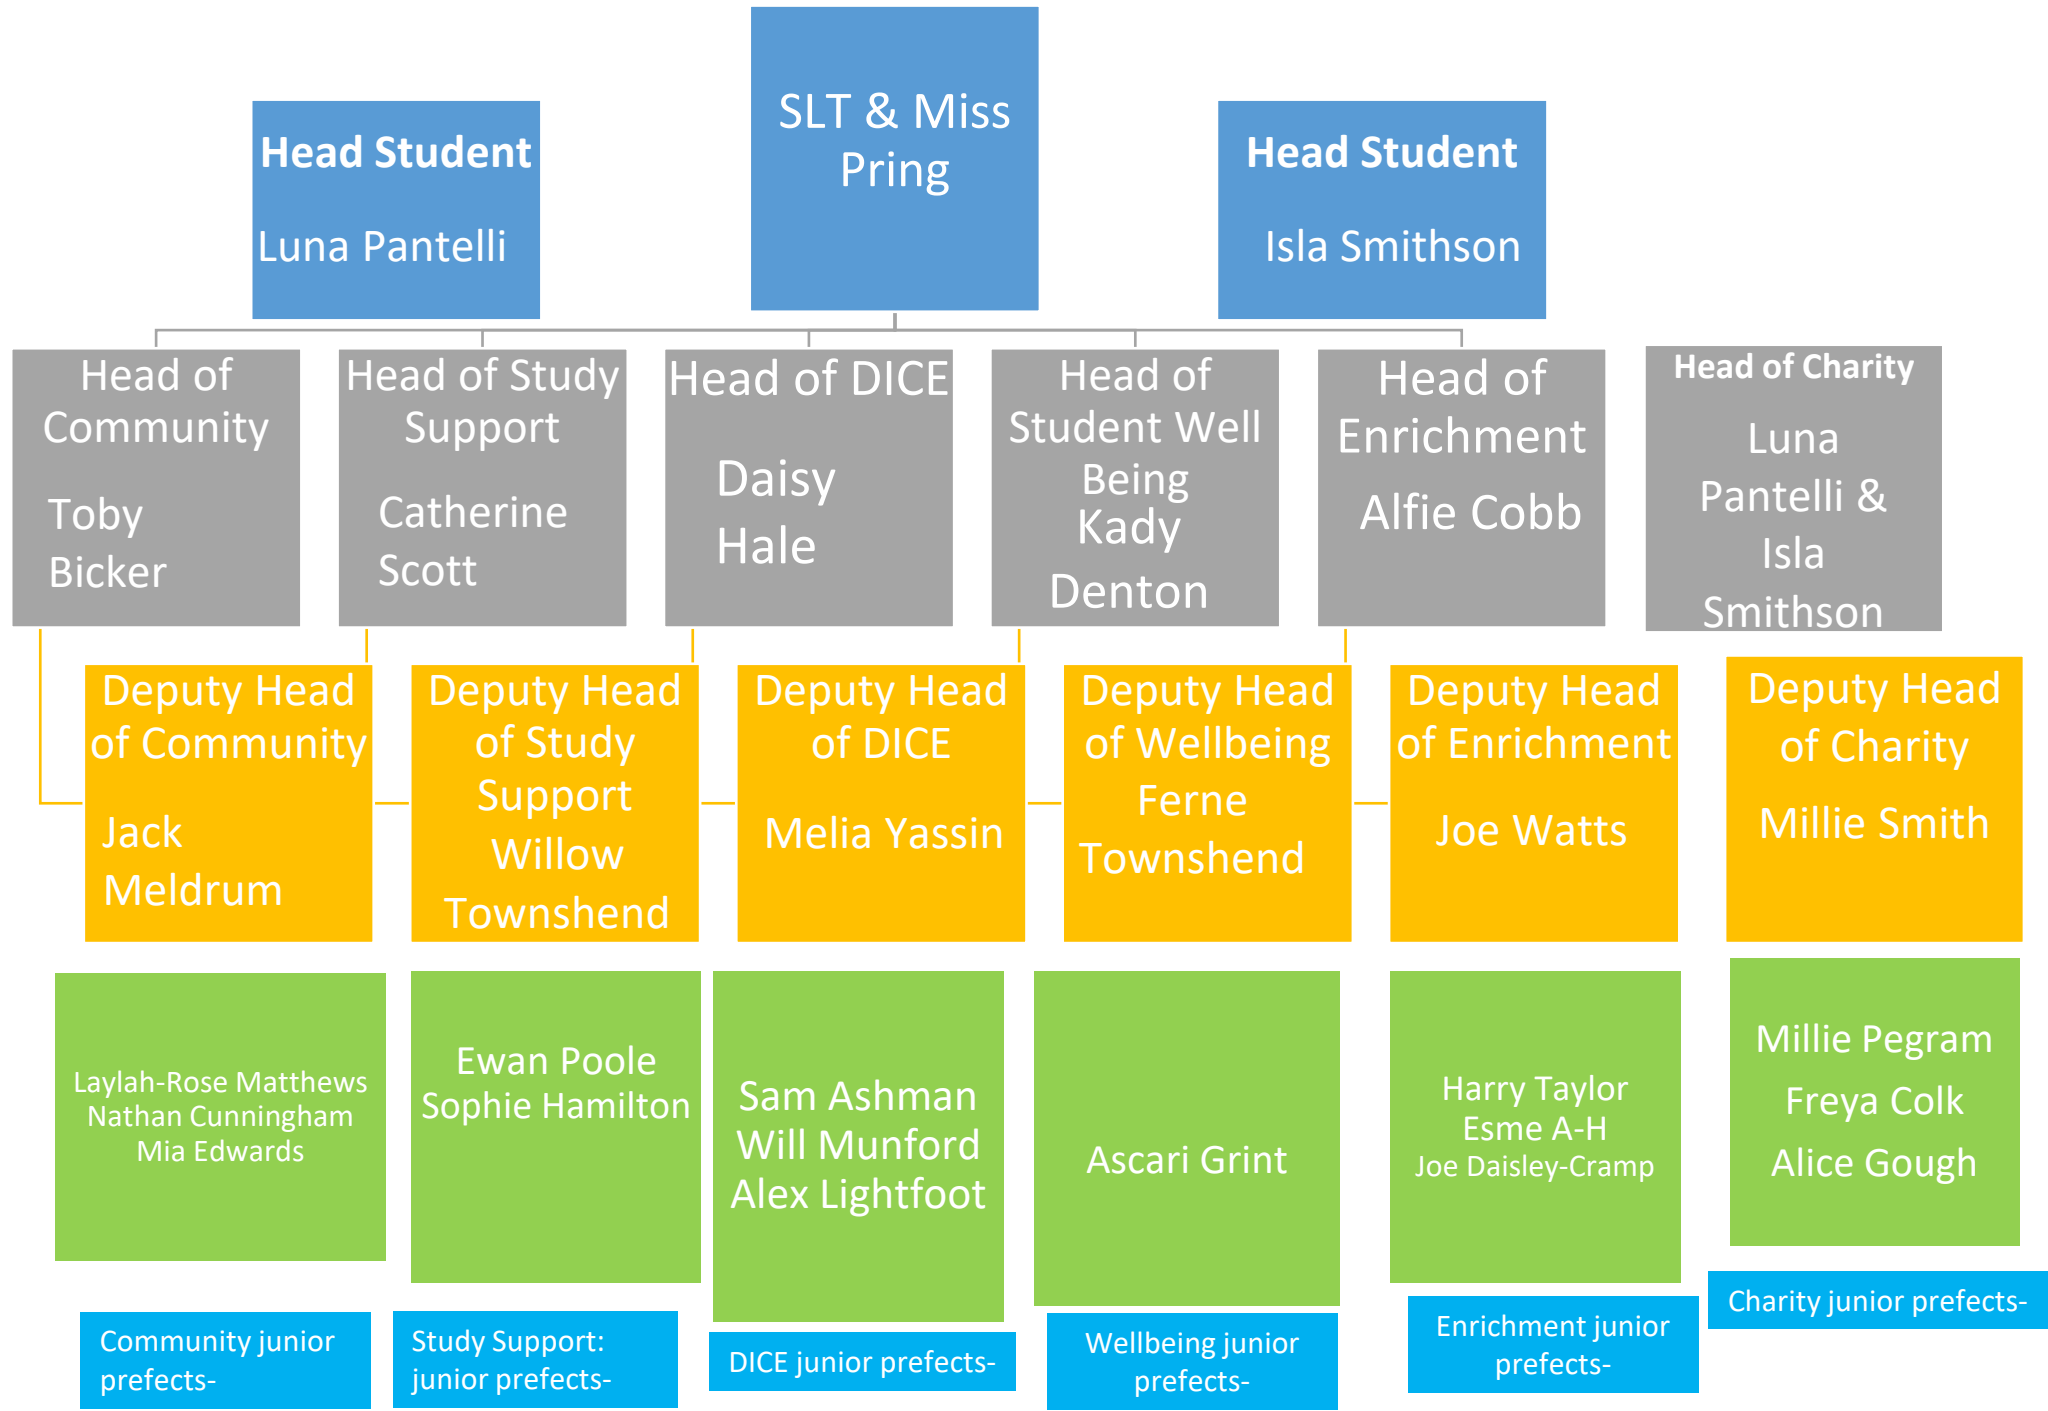 SLT & Miss
Pring
Head Student
Luna Pantelli
Head Student
Isla Smithson
Head of
Community
Toby
Bicker
Head of Study
Support
Catherine
Scott
Head of DICE
Daisy
Hale
Head of
Student Well
Being
Kady
Denton
Head of
Enrichment
Alfie Cobb
Head of Charity
Luna
Pantelli &
Isla
Smithson
Deputy Head
of Community
Jack
Meldrum
Deputy Head
of Study
Support
Willow
Townshend
Deputy Head
of DICE
Melia Yassin
Deputy Head
of Wellbeing
Ferne
Townshend
Deputy Head
of Enrichment
Joe Watts
Deputy Head
of Charity
Millie Smith
Laylah-Rose Matthews
Nathan Cunningham
Mia Edwards
Ewan Poole
Sophie Hamilton
Sam Ashman
Will Munford
Alex Lightfoot
Ascari Grint
Harry Taylor
Esme A-H
Joe Daisley-Cramp
Millie Pegram
Freya Colk
Alice Gough
Community junior
prefects-
Study Support:
junior prefects-
DICE junior prefects-
Wellbeing junior
prefects-
Enrichment junior
prefects-
Charity junior prefects-